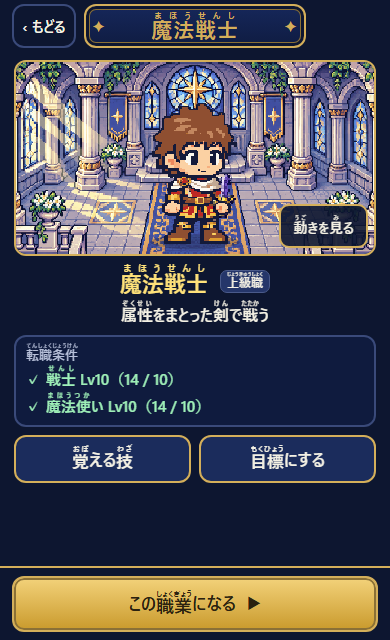 ‹ もどる
まほうせんし
魔法戦士
うご み
動きを見る
まほうせんし
魔法戦士
じょうきゅうしょく
上級職
ぞくせい けん たたか
属性をまとった剣で戦う
てんしょくじょうけん
転職条件
せんし
✓ 戦士 Lv10（14 / 10）
まほうつか
✓ 魔法使い Lv10（14 / 10）
おぼ わざ
覚える技
もくひょう
目標にする
しょくぎょう
この職業になる ▶